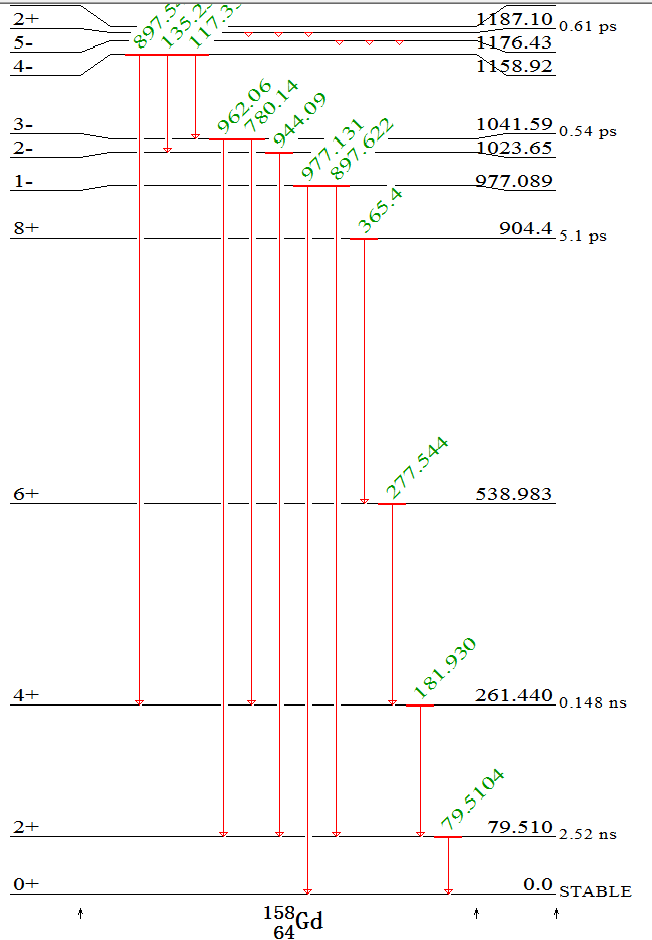 2+ 1187.10 0.61 ps
5- 1176.43
4- 1158.92
3- 1041.59 0.54 ps
2- 1023.65
1- 977.089
8+ 904.4 5.1 ps
6+ 538.983
4+ 261.440 0.148 ns
2+ 79.510 2.52 ns
0+ 0.0 STABLE
962.06
780.14
944.09
977.131
897.622
365.4
277.544
181.930
79.5104
158
64
Gd